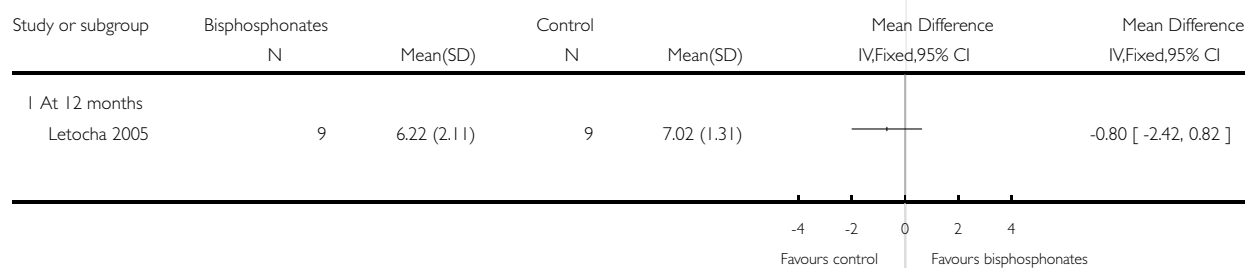 Study or subgroup Bisphosphonates Control Mean Difference Mean Difference
N Mean(SD) N Mean(SD) IV,Fixed,95% CI IV,Fixed,95% CI
1 At 12 months
Letocha 2005 9 6.22 (2.11) 9 7.02 (1.31) -0.80 [ -2.42, 0.82 ]
-4 -2 0 2 4
Favours control Favours bisphosphonates